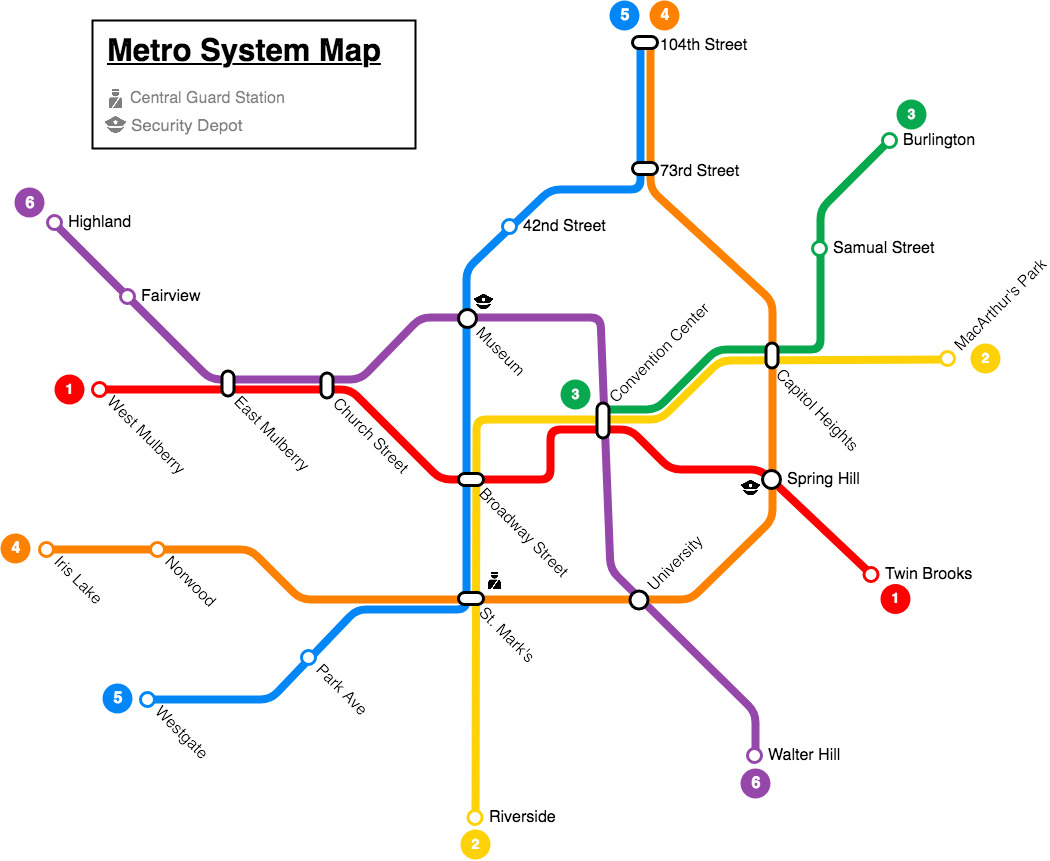 Metro System Map
Central Guard Station
Security Depot
5
4
104th Street
73rd Street
3
Burlington
42nd Street
Samual Street
6
Highland
Fairview
MacArthur's Park
2
Museum
Convention Center
3
Capitol Heights
1
West Mulberry
East Mulberry
Church Street
Broadway Street
Spring Hill
4
Iris Lake
Norwood
University
Twin Brooks
1
St. Mark's
Park Ave
5
Westgate
Walter Hill
6
Riverside
2